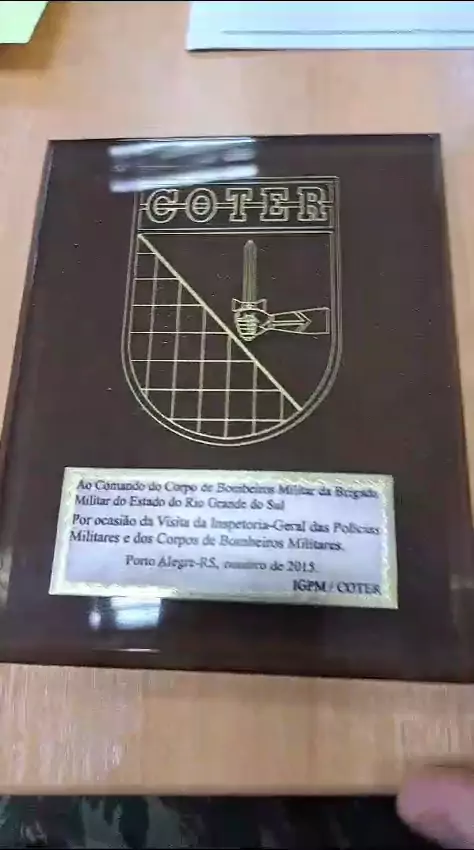 COTER
Ao Comando do Corpo de Bombeiros Militar da Brigada
Militar do Estado do Rio Grande do Sul
Por ocasião da Visita da Inspetoria-Geral das Polícias
Militares e dos Corpos de Bombeiros Militares.
Porto Alegre-RS, outubro de 2015.
IGPM / COTER